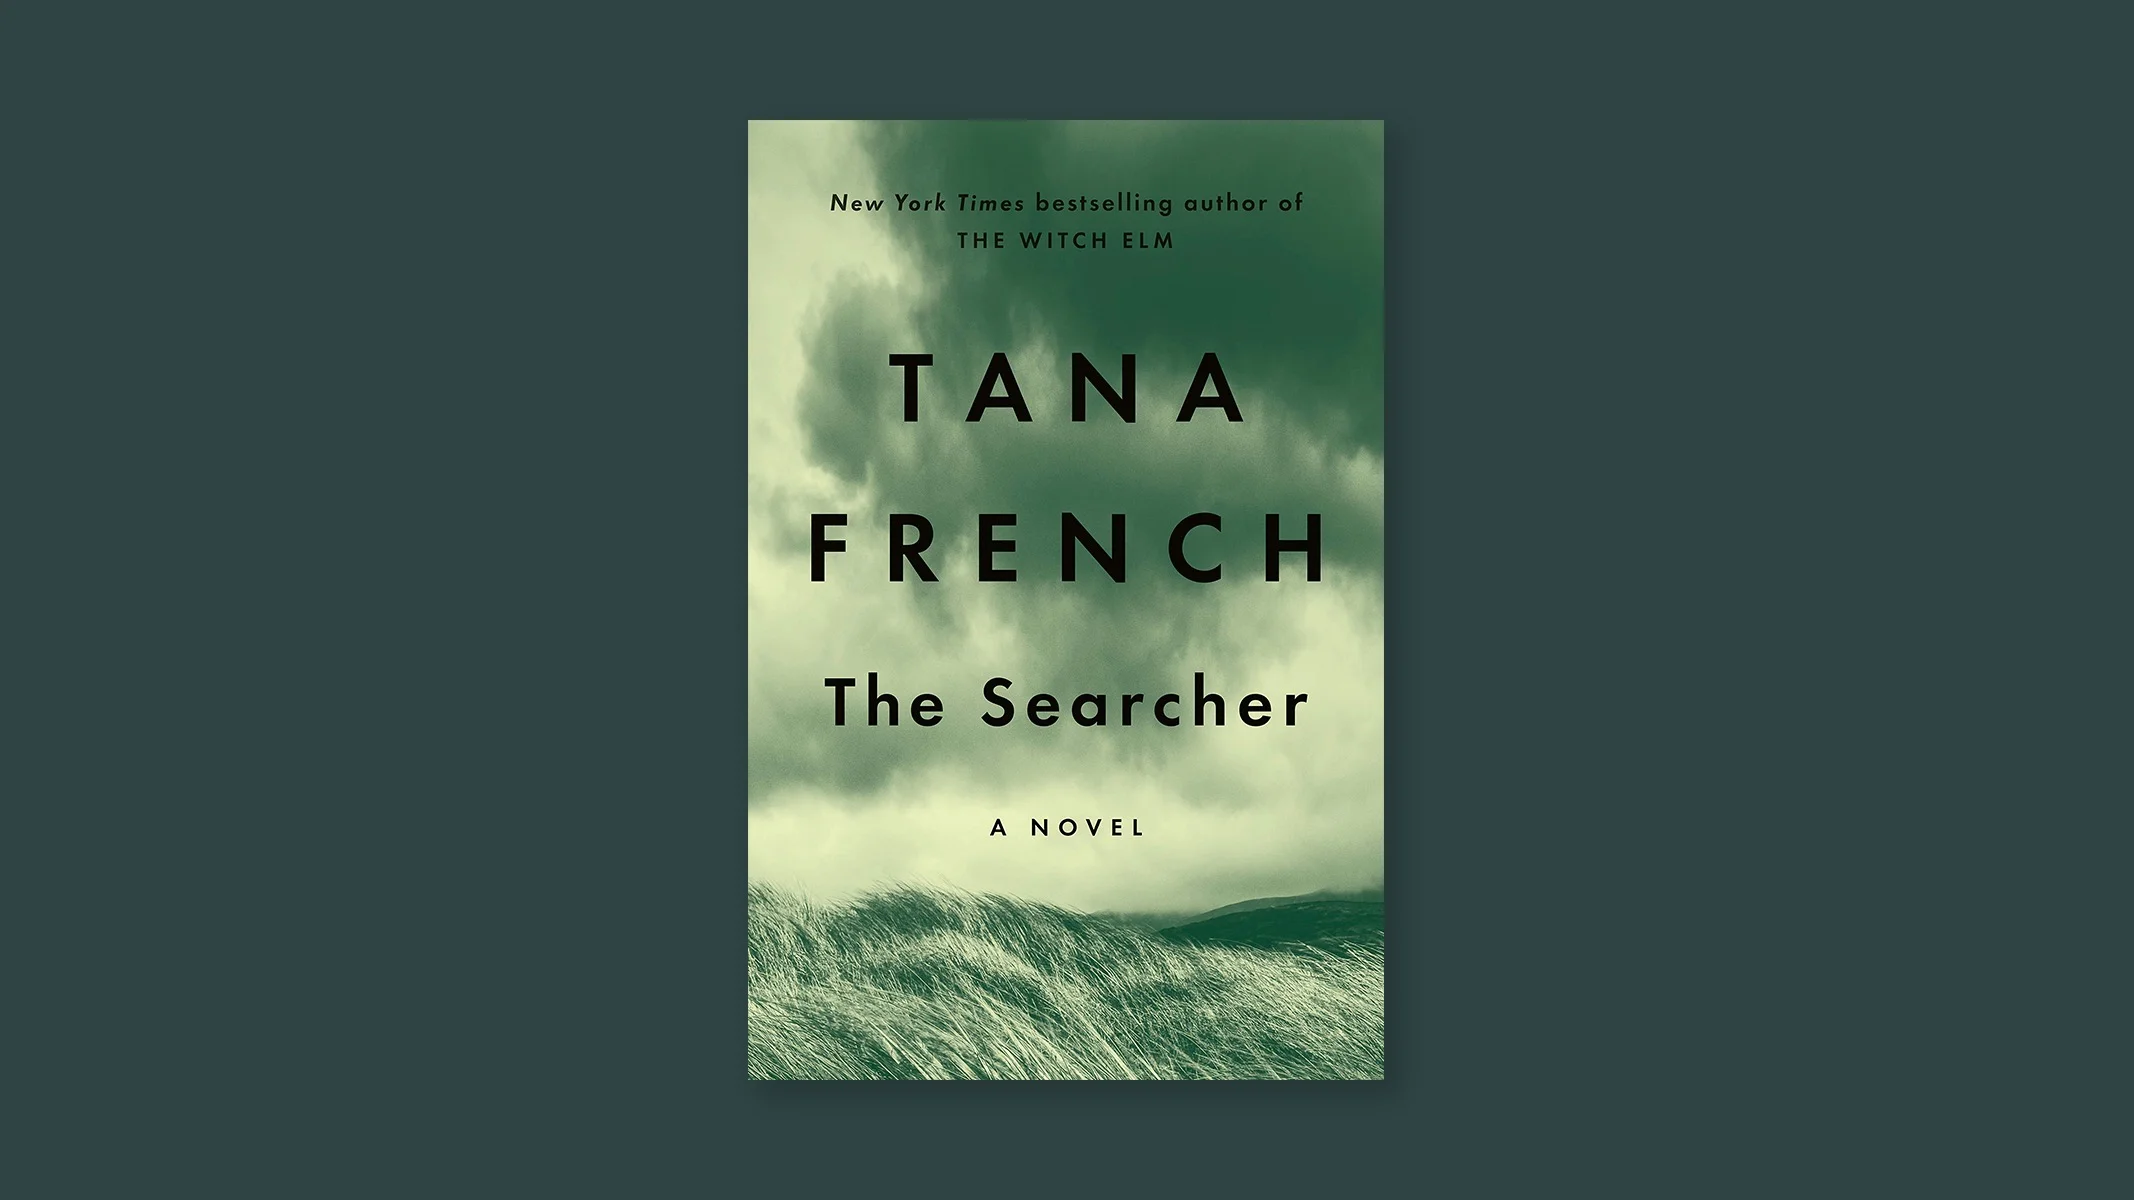 New York Times bestselling author of
THE WITCH ELM
TANA
FRENCH
The Searcher
A NOVEL